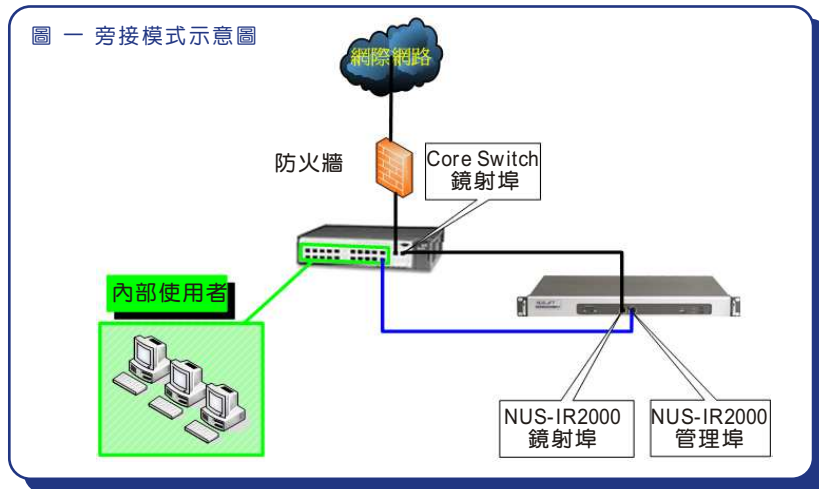 圖 一 旁接模式示意圖
網際網路
防火牆
Core Switch
鏡射埠
內部使用者
NUS-IR2000
鏡射埠
NUS-IR2000
管理埠